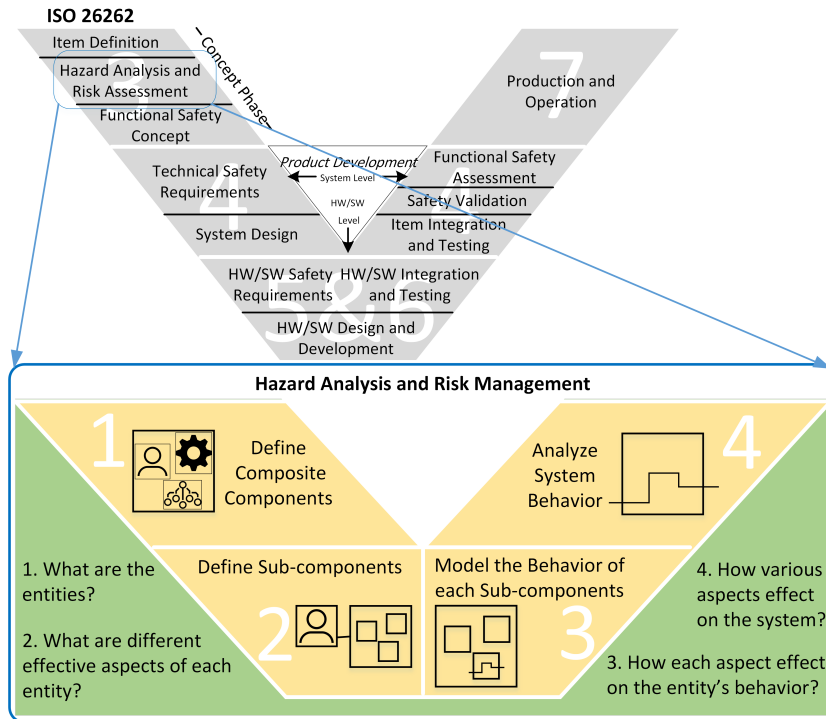 ISO 26262
Item Definition
3
Hazard Analysis and
Risk Assessment
Functional Safety
Concept
Concept Phase
7
Production and
Operation
Product Development
System Level
HW/SW
Level
4
Technical Safety
Requirements
System Design
4
Functional Safety
Assessment
Safety Validation
Item Integration
and Testing
5&6
HW/SW Safety
Requirements
HW/SW Integration
and Testing
HW/SW Design and
Development
Hazard Analysis and Risk Management
1
Define
Composite
Components
Analyze
System
Behavior
4
Define Sub-components
2
Model the Behavior of
each Sub-components
3
1. What are the
entities?
2. What are different
effective aspects of each
entity?
4. How various
aspects effect
on the system?
3. How each aspect effect
on the entity's behavior?